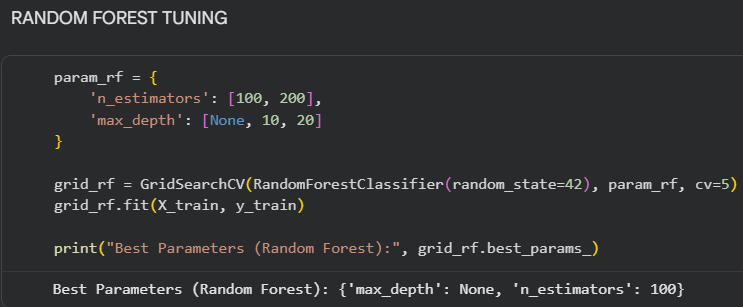 RANDOM FOREST TUNING
param_rf = {
    'n_estimators': [100, 200],
    'max_depth': [None, 10, 20]
}
grid_rf = GridSearchCV(RandomForestClassifier(random_state=42), param_rf, cv=5)
grid_rf.fit(X_train, y_train)
print("Best Parameters (Random Forest):", grid_rf.best_params_)
Best Parameters (Random Forest): {'max_depth': None, 'n_estimators': 100}